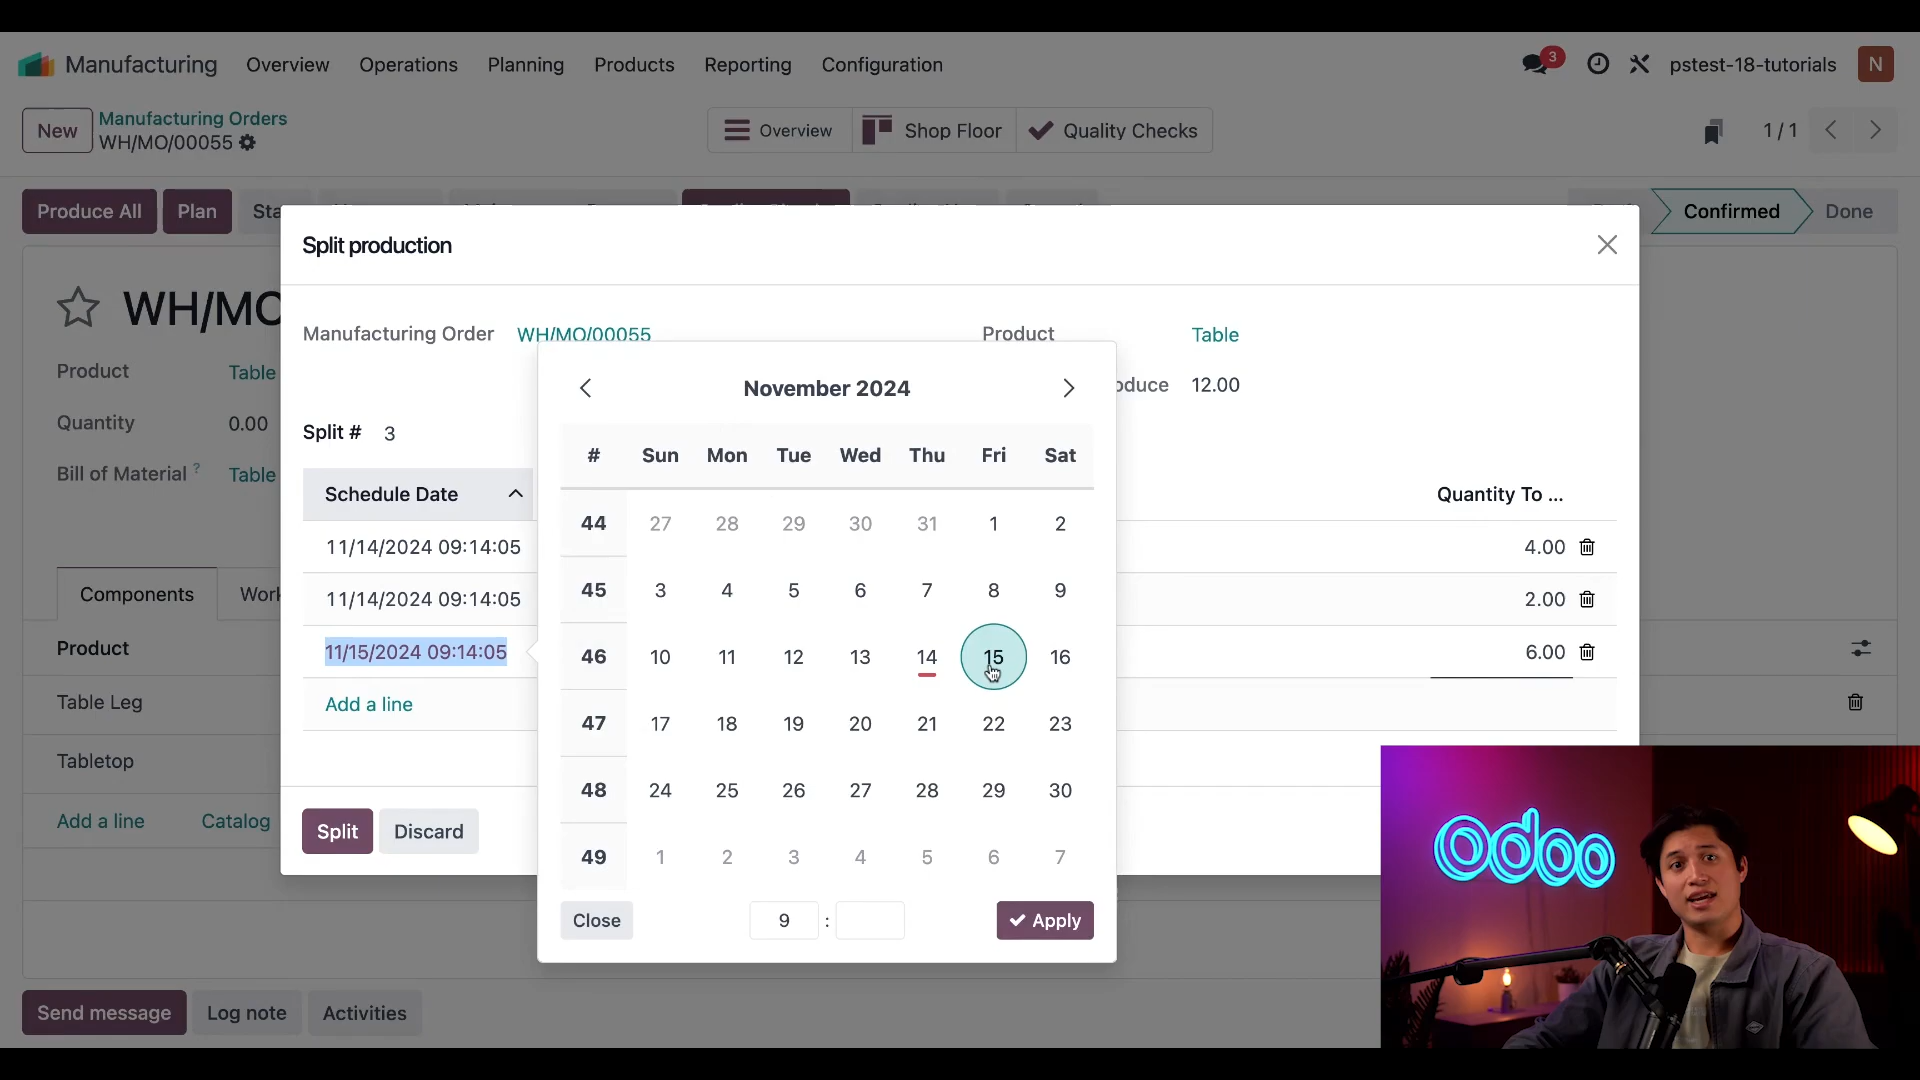 Manufacturing Overview Operations Planning Products Reporting Configuration 3 pstest-18-tutorials N
New Manufacturing Orders
WH/MO/00055
Overview Shop Floor Quality Checks 1 / 1
Produce All Plan Sta Confirmed Done
Split production
WH/MO
Manufacturing Order WH/MO/00055 Product Table
Product Table
oduce 12.00
Quantity 0.00
Split # 3
Bill of Material ? Table
Schedule Date Quantity To ...
11/14/2024 09:14:05 4.00
11/14/2024 09:14:05 2.00
11/15/2024 09:14:05 6.00
Add a line
Split Discard
November 2024
# Sun Mon Tue Wed Thu Fri Sat
44 27 28 29 30 31 1 2
45 3 4 5 6 7 8 9
46 10 11 12 13 14 15 16
47 17 18 19 20 21 22 23
48 24 25 26 27 28 29 30
49 1 2 3 4 5 6 7
Close 9 : Apply
Components Work
Product
Table Leg
Tabletop
Add a line Catalog
Send message Log note Activities
odoo